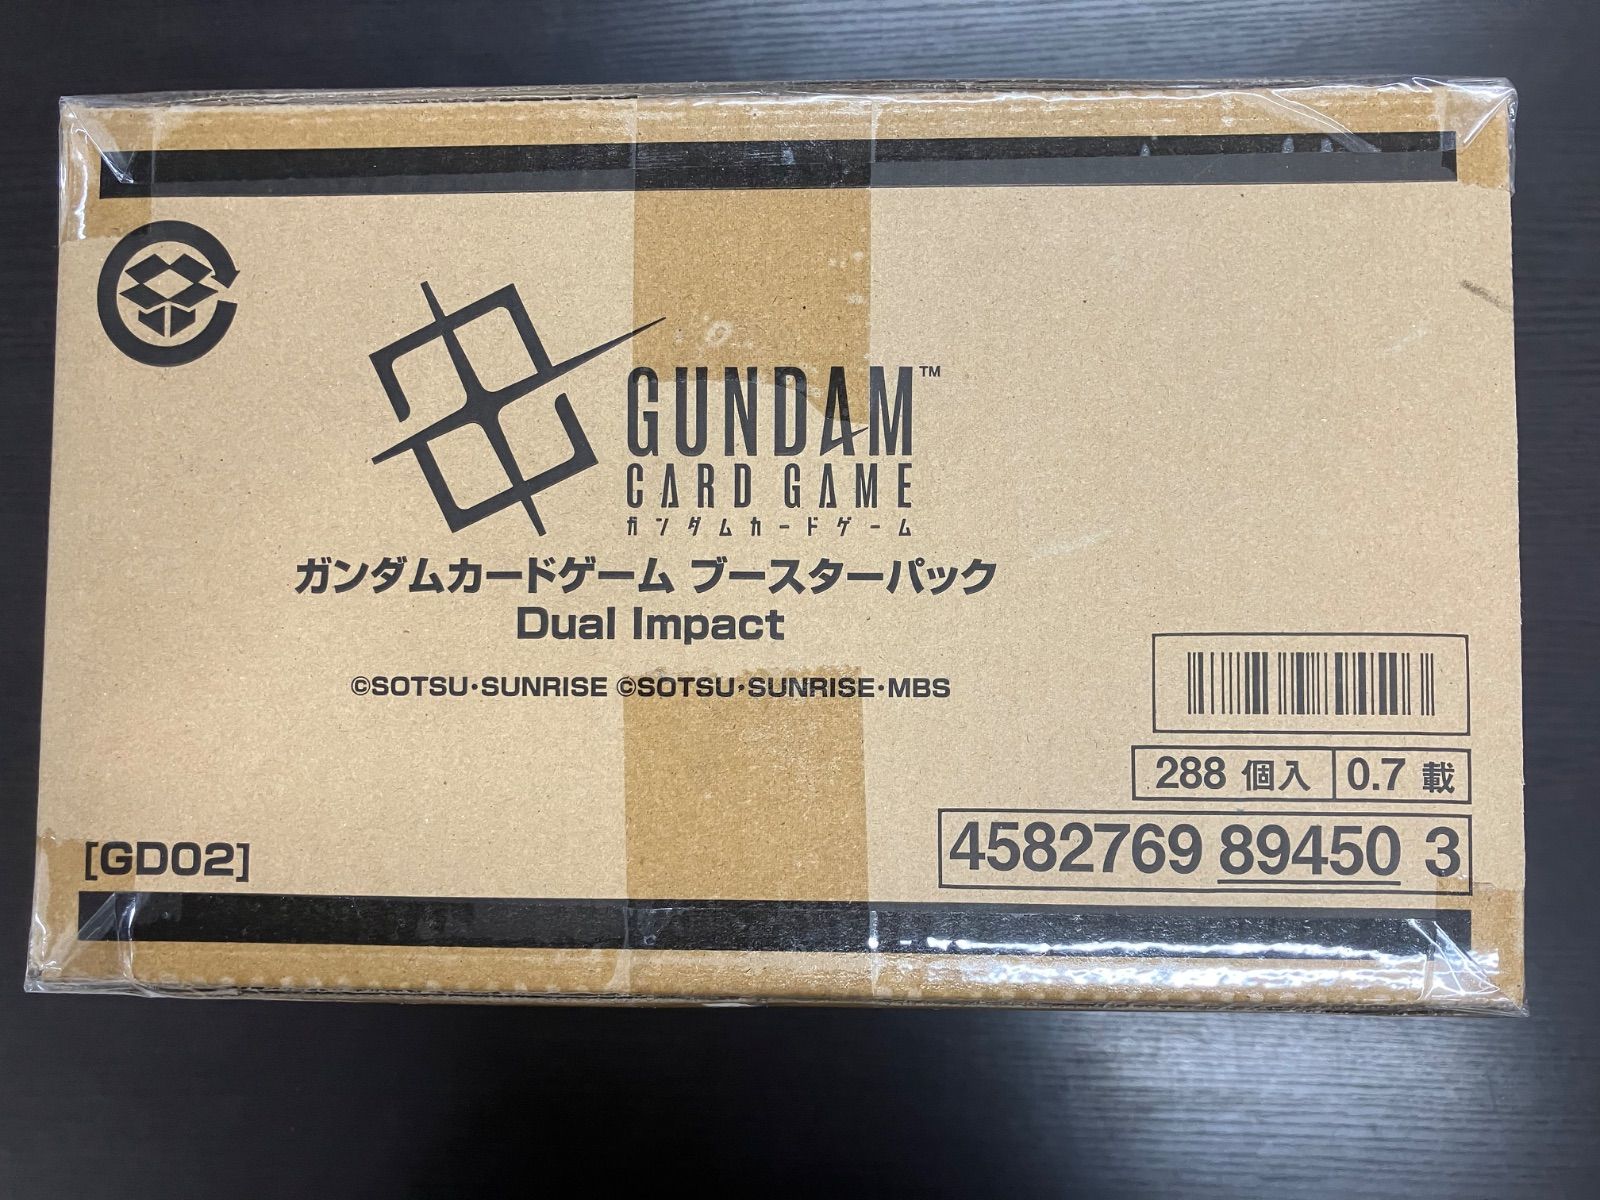 GUNDAM™
CARD GAME
ガンダムカードゲーム
ガンダムカードゲーム ブースターパック
Dual Impact
©SOTSU・SUNRISE ©SOTSU・SUNRISE・MBS
288 個入 0.7 載
4582769 89450 3
[GD02]